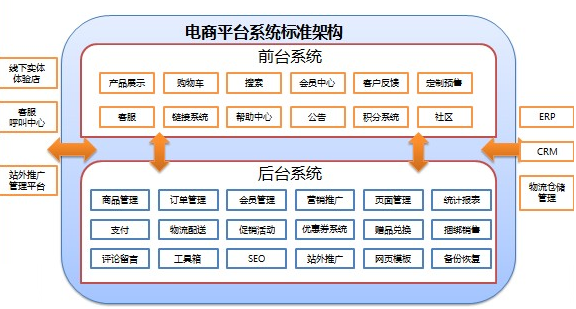 电商平台系统标准架构
前台系统
线下实体
体验店
产品展示
购物车
搜索
会员中心
客户反馈
定制预售
客服
呼叫中心
客服
链接系统
帮助中心
公告
积分系统
社区
ERP
CRM
站外推广
管理平台
后台系统
物流仓储
管理
商品管理
订单管理
会员管理
营销推广
页面管理
统计报表
支付
物流配送
促销活动
优惠券系统
赠品兑换
捆绑销售
评论留言
工具箱
SEO
站外推广
网页模板
备份恢复